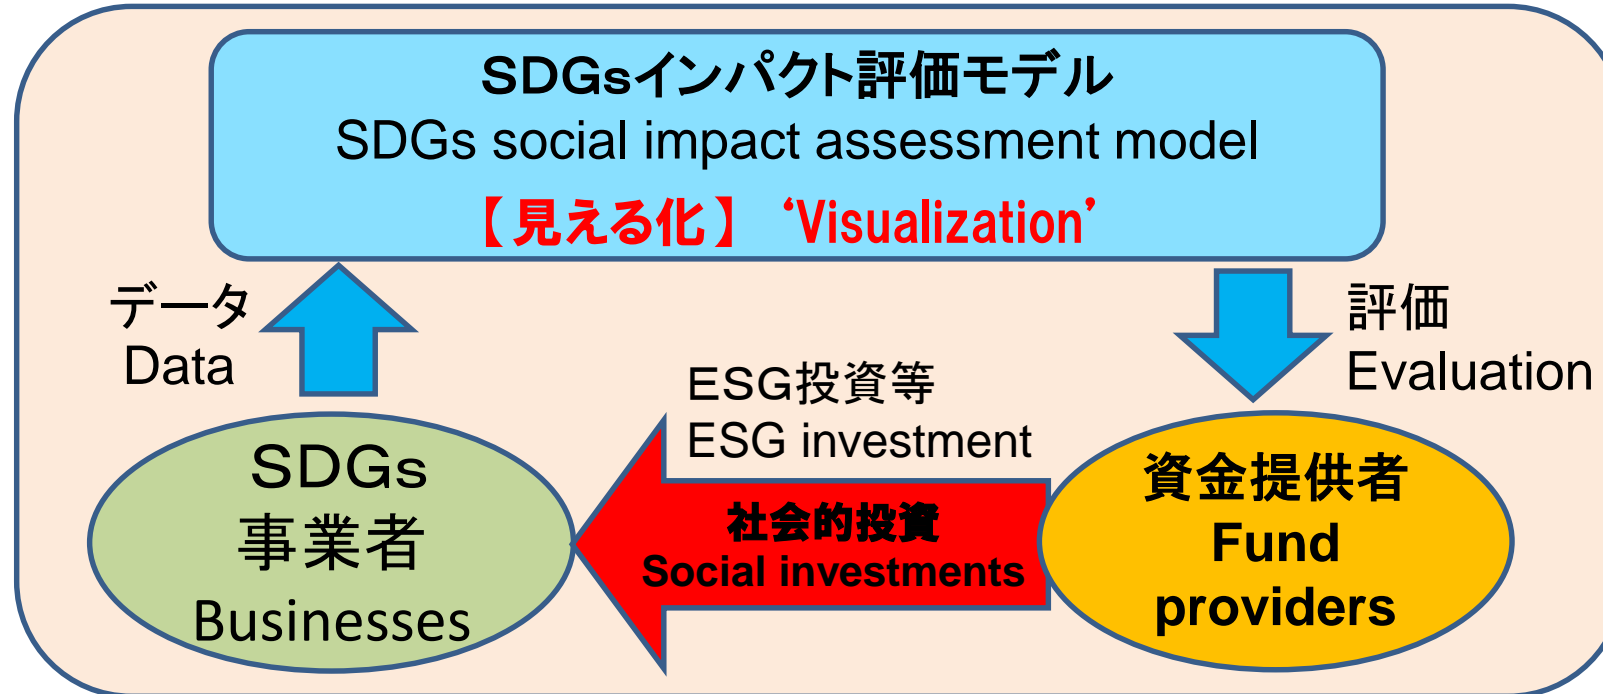 SDGsインパクト評価モデル
SDGs social impact assessment model
【見える化】 ‘Visualization’
データ
Data
評価
Evaluation
ESG投資等
ESG investment
社会的投資
Social investments
SDGs
事業者
Businesses
資金提供者
Fund
providers